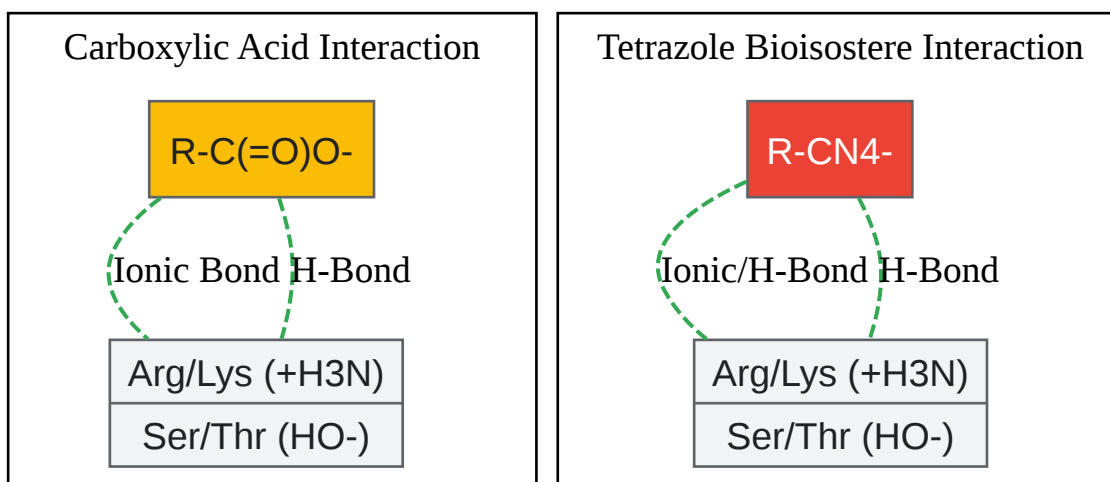 Carboxylic Acid Interaction
R-C(=O)O-
Ionic Bond H-Bond
Arg/Lys (+H3N)
Ser/Thr (HO-)
Tetrazole Bioisostere Interaction
R-CN4-
Ionic/H-Bond H-Bond
Arg/Lys (+H3N)
Ser/Thr (HO-)